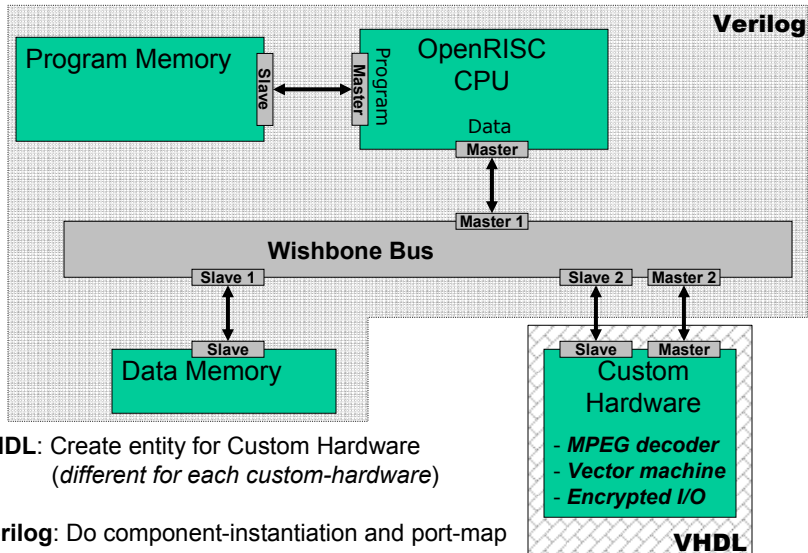 Verilog
Program Memory
Slave
Master
Program
OpenRISC
CPU
Data
Master
Master 1
Wishbone Bus
Slave 1
Slave 2
Master 2
Slave
Data Memory
Slave
Master
Custom
Hardware
- MPEG decoder
- Vector machine
- Encrypted I/O
VHDL
HDL: Create entity for Custom Hardware
(different for each custom-hardware)
erilog: Do component-instantiation and port-map